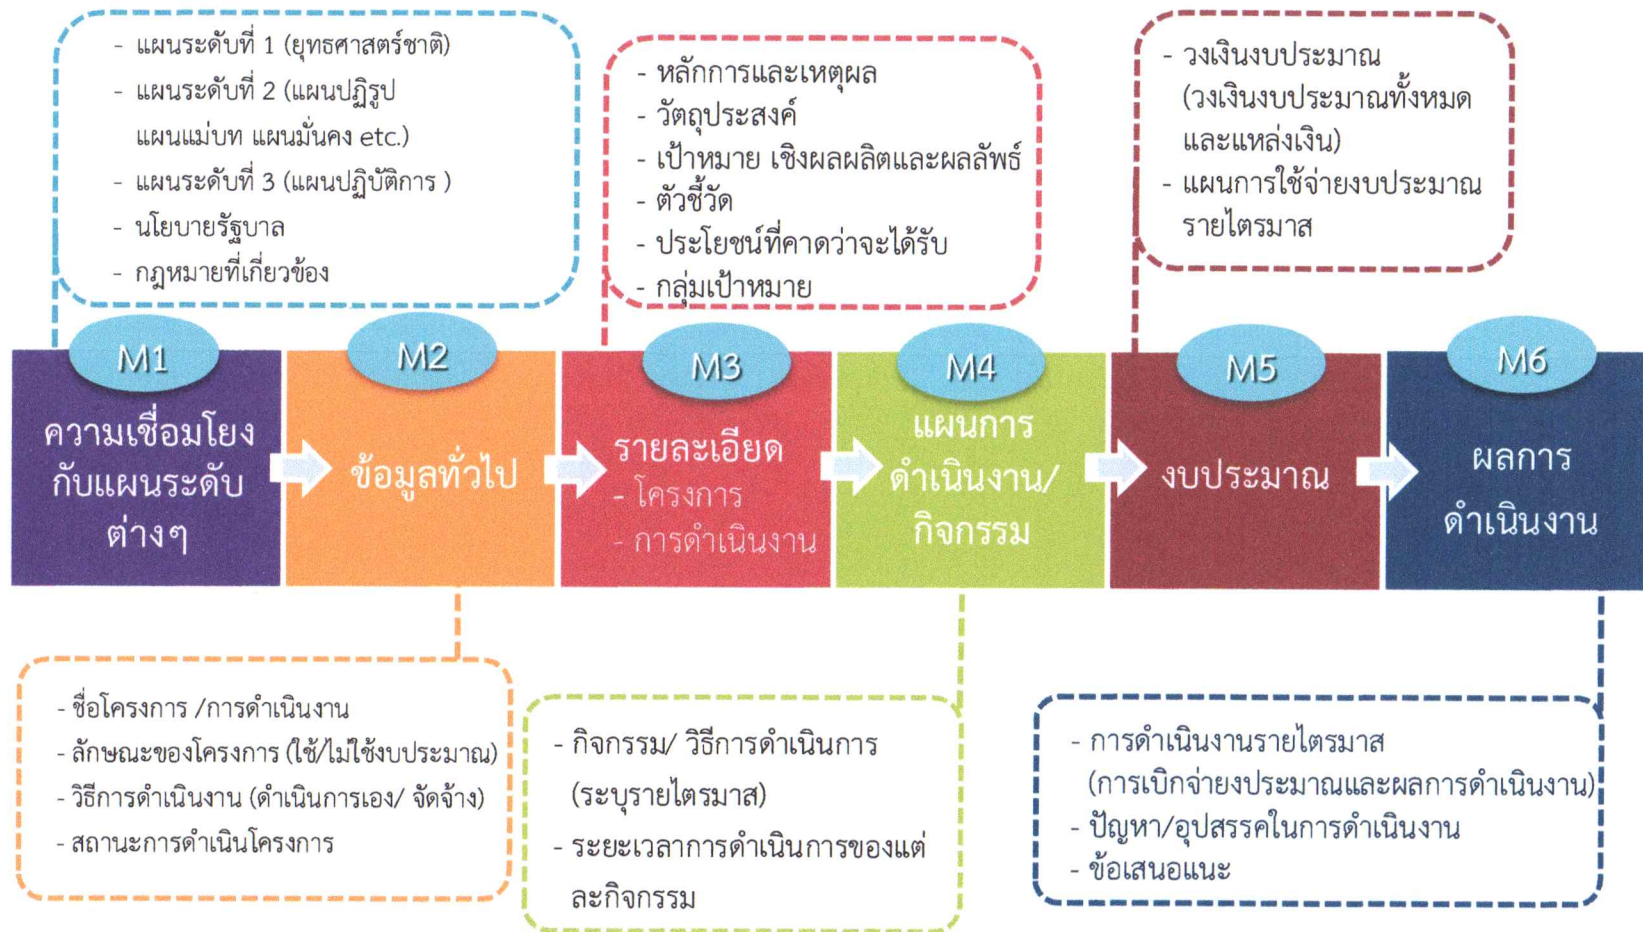 - แผนระดับที่ 1 (ยุทธศาสตร์ชาติ)
- แผนระดับที่ 2 (แผนปฏิรูป
แผนแม่บท แผนมั่นคง etc.)
- แผนระดับที่ 3 (แผนปฏิบัติการ )
- นโยบายรัฐบาล
- กฎหมายที่เกี่ยวข้อง
- หลักการและเหตุผล
- วัตถุประสงค์
- เป้าหมาย เชิงผลผลิตและผลลัพธ์
- ตัวชี้วัด
- ประโยชน์ที่คาดว่าจะได้รับ
- กลุ่มเป้าหมาย
- วงเงินงบประมาณ
(วงเงินงบประมาณทั้งหมด
และแหล่งเงิน)
- แผนการใช้จ่ายงบประมาณ
รายไตรมาส
M1
ความเชื่อมโยง
กับแผนระดับ
ต่างๆ
M2
ข้อมูลทั่วไป
M3
รายละเอียด
- โครงการ
- การดำเนินงาน
M4
แผนการ
ดำเนินงาน/
กิจกรรม
M5
งบประมาณ
M6
ผลการ
ดำเนินงาน
- ชื่อโครงการ /การดำเนินงาน
- ลักษณะของโครงการ (ใช้/ไม่ใช้งบประมาณ)
- วิธีการดำเนินงาน (ดำเนินการเอง/ จัดจ้าง)
- สถานะการดำเนินโครงการ
- กิจกรรม/ วิธีการดำเนินการ
(ระบุรายไตรมาส)
- ระยะเวลาการดำเนินการของแต่
ละกิจกรรม
- การดำเนินงานรายไตรมาส
(การเบิกจ่ายงประมาณและผลการดำเนินงาน)
- ปัญหา/อุปสรรคในการดำเนินงาน
- ข้อเสนอแนะ